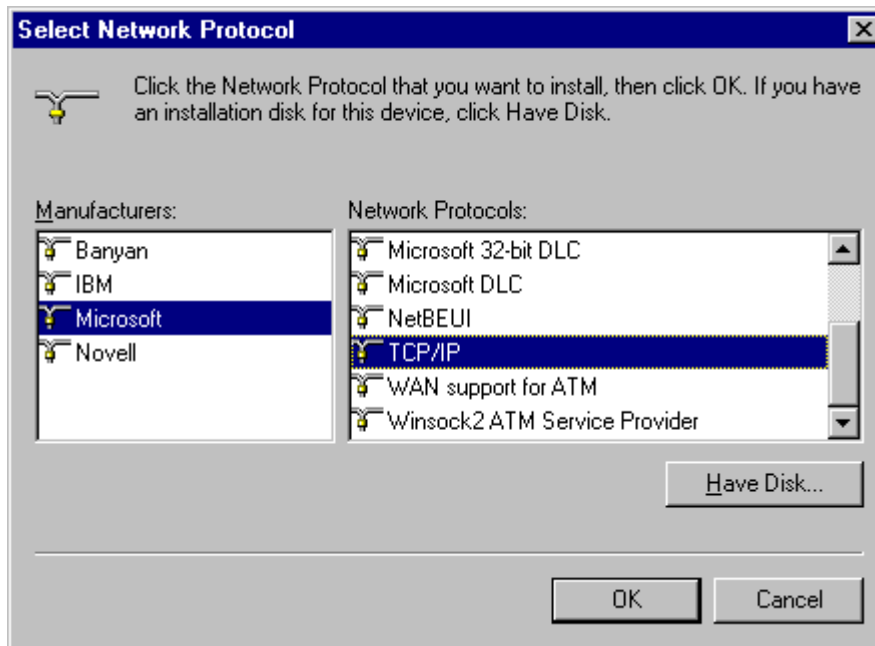 Select Network Protocol
Click the Network Protocol that you want to install, then click OK. If you have
an installation disk for this device, click Have Disk.
Manufacturers:
Banyan
IBM
Microsoft
Novell
Network Protocols:
Microsoft 32-bit DLC
Microsoft DLC
NetBEUI
TCP/IP
WAN support for ATM
Winsock2 ATM Service Provider
Have Disk...
OK
Cancel